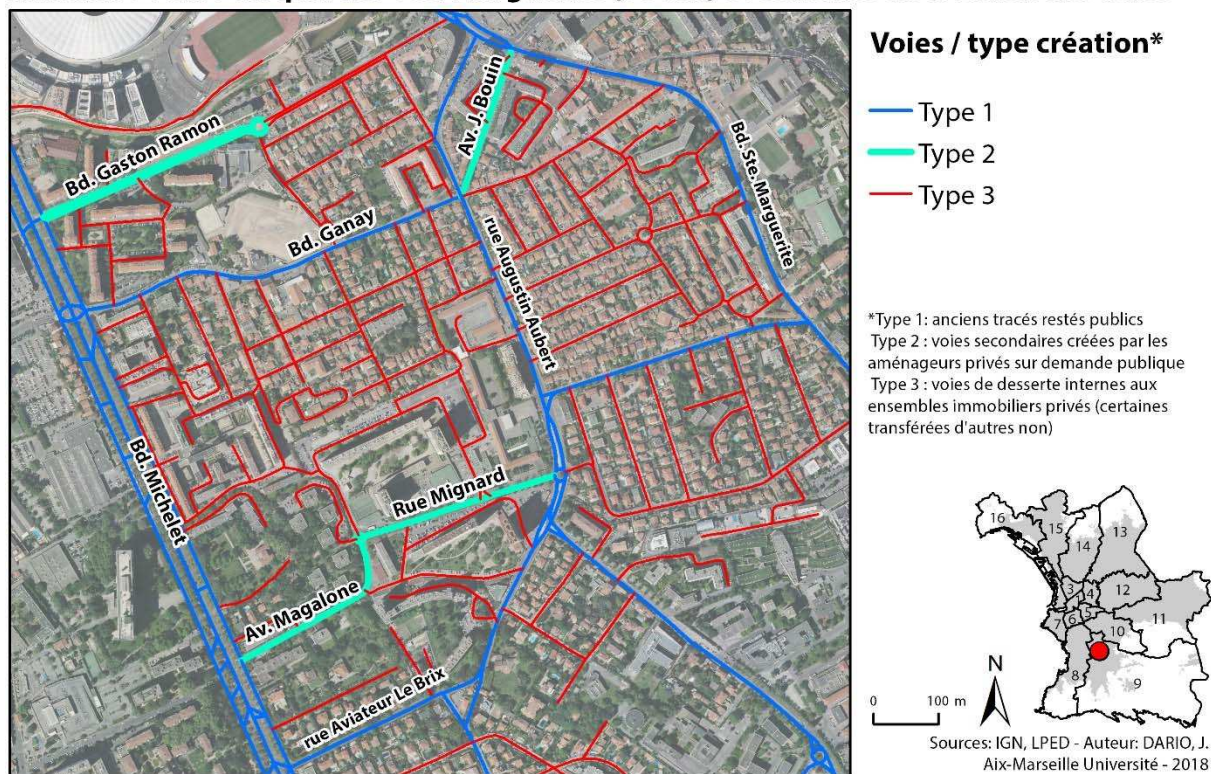 Voies / type création*
Type 1
Type 2
Type 3
*Type 1: anciens tracés restés publics
Type 2 : voies secondaires créées par les
aménageurs privés sur demande publique
Type 3 : voies de desserte internes aux
ensembles immobiliers privés (certaines
transférées d'autres non)
Bd. Gaston Ramon
Av. J. Bouin
Bd. Ste. Marguerite
Bd. Ganay
rue Augustin Aubert
Bd. Michelet
Rue Mignard
Av. Magalone
rue Aviateur Le Brix
16
15
14
13
3
4
12
5
11
7
6
10
8
9
N
0 100 m
Sources: IGN, LPED - Auteur: DARIO, J.
Aix-Marseille Université - 2018